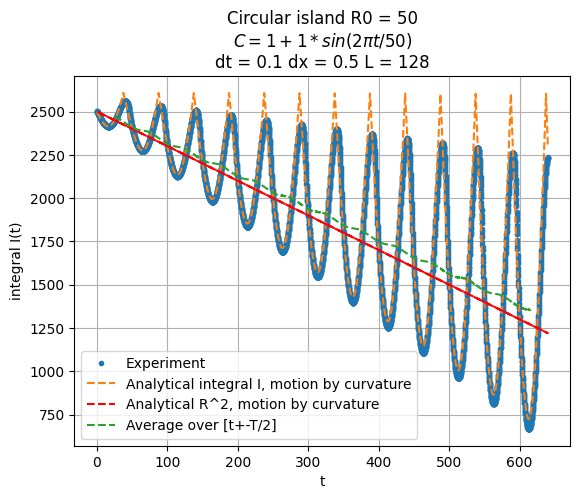 Circular island R0 = 50
C = 1 + 1 * sin(2πt/50)
dt = 0.1 dx = 0.5 L = 128
2500
2250
2000
1750
1500
1250
1000
750
integral I(t)
Experiment
Analytical integral I, motion by curvature
Analytical R^2, motion by curvature
Average over [t+-T/2]
0 100 200 300 400 500 600
t